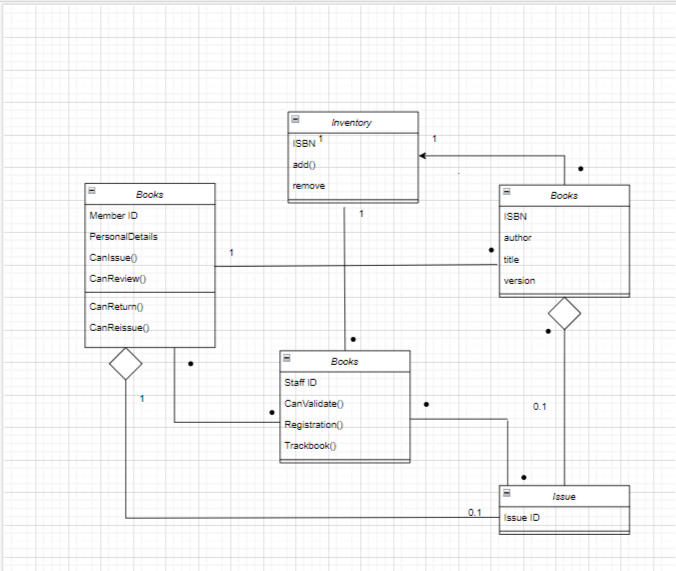 Inventory
ISBN 1
add()
remove
1
Books
Member ID
PersonalDetails
CanIssue()
CanReview()
CanReturn()
CanReissue()
Books
ISBN
author
title
version
1
1
Books
Staff ID
CanValidate()
Registration()
Trackbook()
1
0.1
0.1
Issue
Issue ID